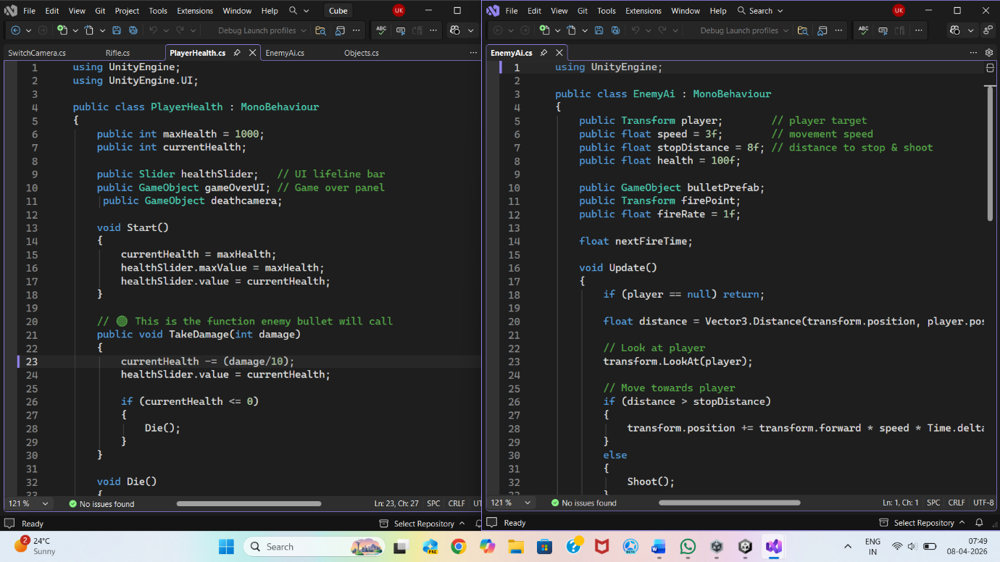 File Edit View Git Project Tools Extensions Window Help Cube UK
Debug Launch profiles
SwitchCamera.cs Rifle.cs PlayerHealth.cs EnemyAi.cs Objects.cs
1 using UnityEngine;
2 using UnityEngine.UI;
3
4 public class PlayerHealth : MonoBehaviour
5 {
6 public int maxHealth = 1000;
7 public int currentHealth;
8
9 public Slider healthSlider; // UI lifeline bar
10 public GameObject gameOverUI; // Game over panel
11 public GameObject deathcamera;
12
13 void Start()
14 {
15 currentHealth = maxHealth;
16 healthSlider.maxValue = maxHealth;
17 healthSlider.value = currentHealth;
18 }
19
20 // 🟢 This is the function enemy bullet will call
21 public void TakeDamage(int damage)
22 {
23 currentHealth -= (damage/10);
24 healthSlider.value = currentHealth;
25
26 if (currentHealth <= 0)
27 {
28 Die();
29 }
30 }
31
32 void Die()
33 {
121 % No issues found Ln: 23, Ch: 27 SPC CRLF UT
Ready Select Repository
File Edit View Git Tools Extensions Window Help Search UK
Debug Launch profiles
EnemyAi.cs
1 using UnityEngine;
2
3 public class EnemyAi : MonoBehaviour
4 {
5 public Transform player; // player target
6 public float speed = 3f; // movement speed
7 public float stopDistance = 8f; // distance to stop & shoot
8 public float health = 100f;
9
10 public GameObject bulletPrefab;
11 public Transform firePoint;
12 public float fireRate = 1f;
13
14 float nextFireTime;
15
16 void Update()
17 {
18 if (player == null) return;
19
20 float distance = Vector3.Distance(transform.position, player.pos
21
22 // Look at player
23 transform.LookAt(player);
24
25 // Move towards player
26 if (distance > stopDistance)
27 {
28 transform.position += transform.forward * speed * Time.delta
29 }
30 else
31 {
32 Shoot();
33 }
121 % No issues found Ln: 1, Ch: 1 SPC CRLF UTF-8
Ready Select Repository
2 24°C
Sunny
Search
PRE
BETA
ENG
IN
07:49
08-04-2026